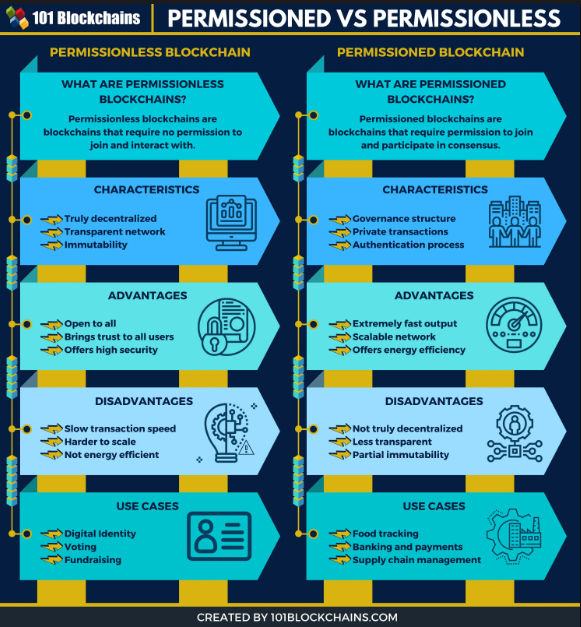 101 Blockchains
PERMISSIONED VS PERMISSIONLESS
PERMISSIONLESS BLOCKCHAIN
WHAT ARE PERMISSIONLESS
BLOCKCHAINS?
Permissionless blockchains are
blockchains that require no permission to
join and interact with.
CHARACTERISTICS
Truly decentralized
Transparent network
Immutability
ADVANTAGES
Open to all
Brings trust to all users
Offers high security
DISADVANTAGES
Slow transaction speed
Harder to scale
Not energy efficient
USE CASES
Digital Identity
Voting
Fundraising
PERMISSIONED BLOCKCHAIN
WHAT ARE PERMISSIONED
BLOCKCHAINS?
Permissioned blockchains are
blockchains that require permission to join
and participate in consensus.
CHARACTERISTICS
Governance structure
Private transactions
Authentication process
ADVANTAGES
Extremely fast output
Scalable network
Offers energy efficiency
DISADVANTAGES
Not truly decentralized
Less transparent
Partial immutability
USE CASES
Food tracking
Banking and payments
Supply chain management
CREATED BY 101BLOCKCHAINS.COM